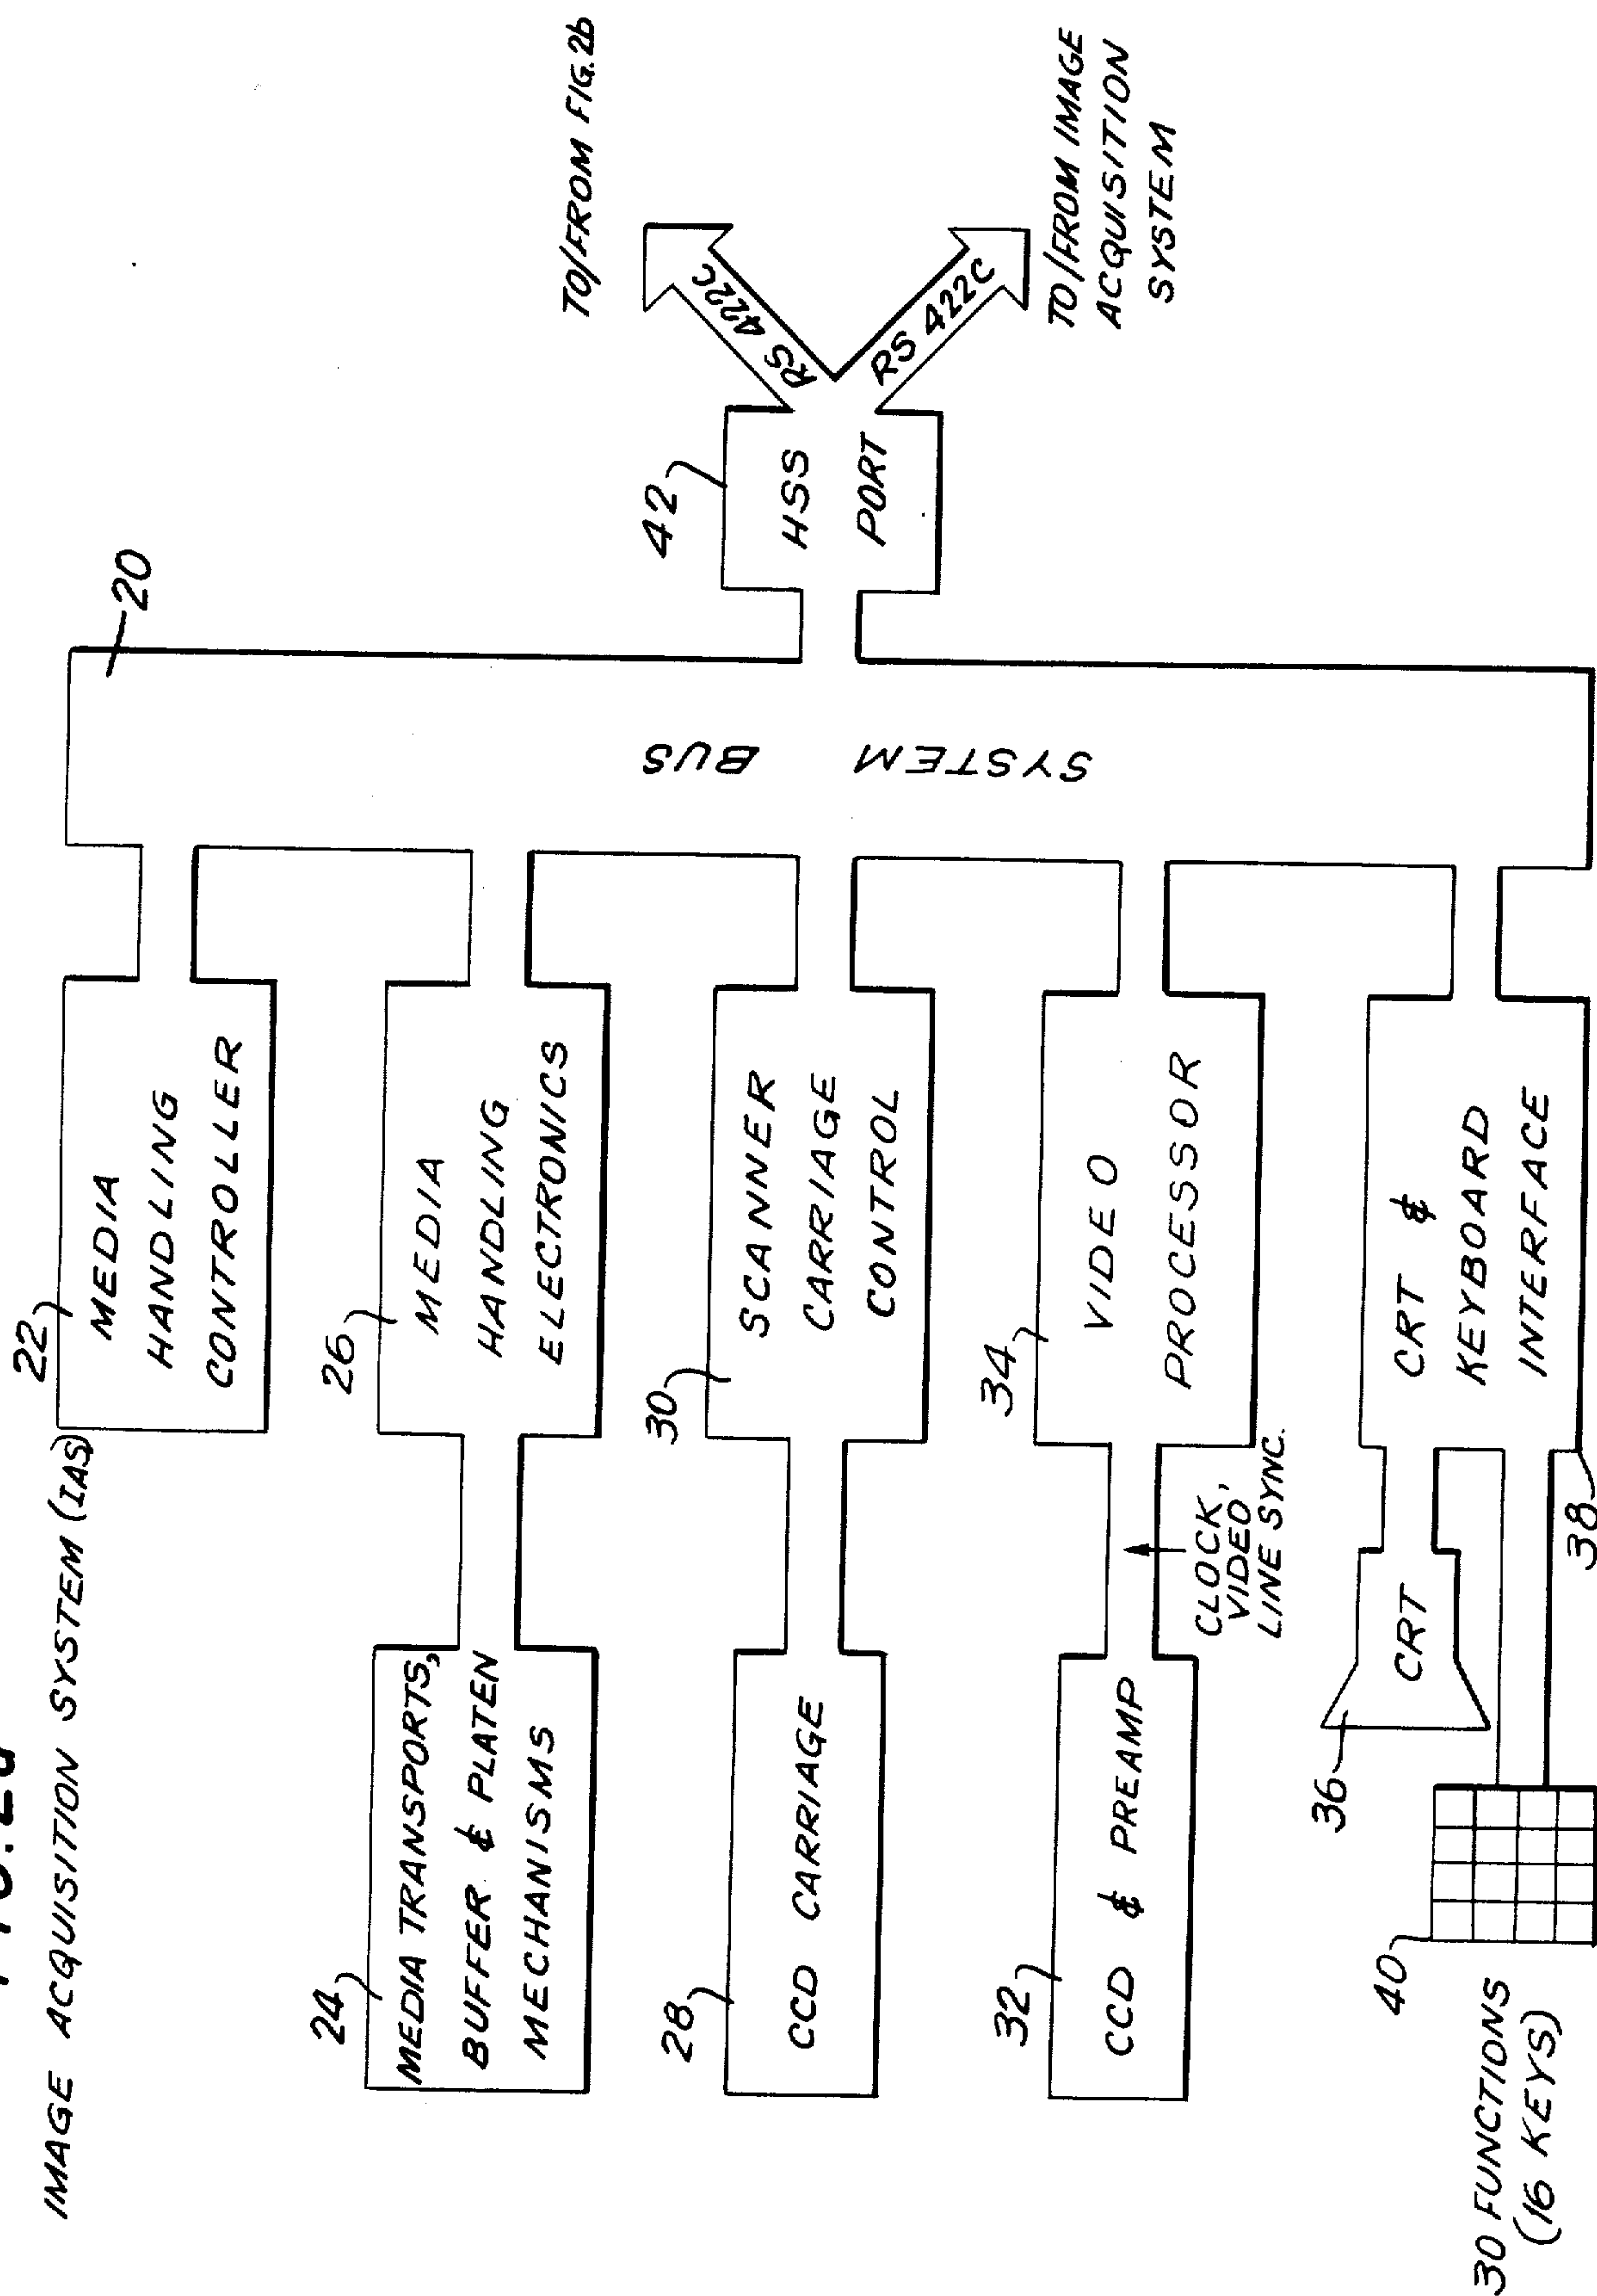 FIG. 2a
IMAGE ACQUISITION SYSTEM (IAS)
22
MEDIA
HANDLING
CONTROLLER
20
24
MEDIA TRANSPORTS,
BUFFER & PLATEN
MECHANISMS
26
MEDIA
HANDLING
ELECTRONICS
28
CCD CARRIAGE
30
SCANNER
CARRIAGE
CONTROL
SYSTEM BUS
42
HSS
PORT
RS 422C
TO/FROM FIG. 2b
RS 422C
TO/FROM IMAGE
ACQUISITION
SYSTEM
32
CCD & PREAMP
CLOCK,
VIDEO,
LINE SYNC.
34
VIDEO
PROCESSOR
36
CRT
CRT &
KEYBOARD
INTERFACE
38
40
30 FUNCTIONS
(16 KEYS)